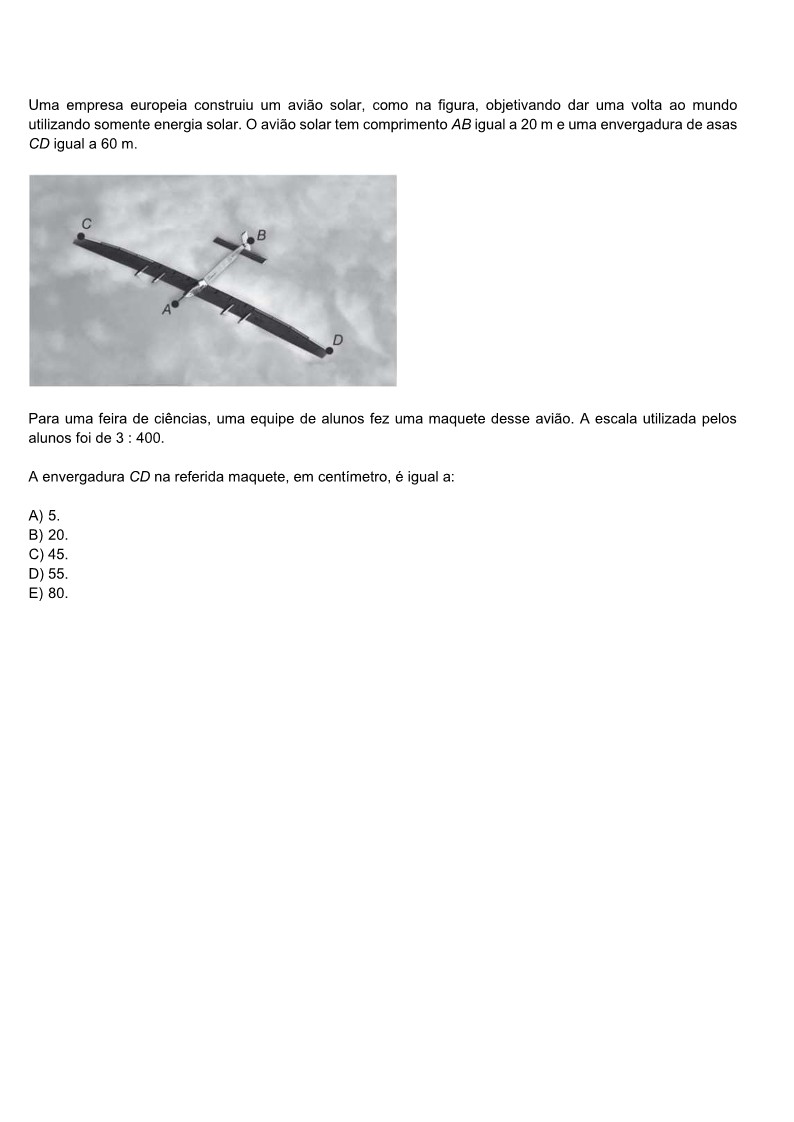 Uma empresa europeia construiu um avião solar, como na figura, objetivando dar uma volta ao mundo
utilizando somente energia solar. O avião solar tem comprimento AB igual a 20 m e uma envergadura de asas
CD igual a 60 m.
C
B
A
D
Para uma feira de ciências, uma equipe de alunos fez uma maquete desse avião. A escala utilizada pelos
alunos foi de 3 : 400.
A envergadura CD na referida maquete, em centímetro, é igual a:
A) 5.
B) 20.
C) 45.
D) 55.
E) 80.